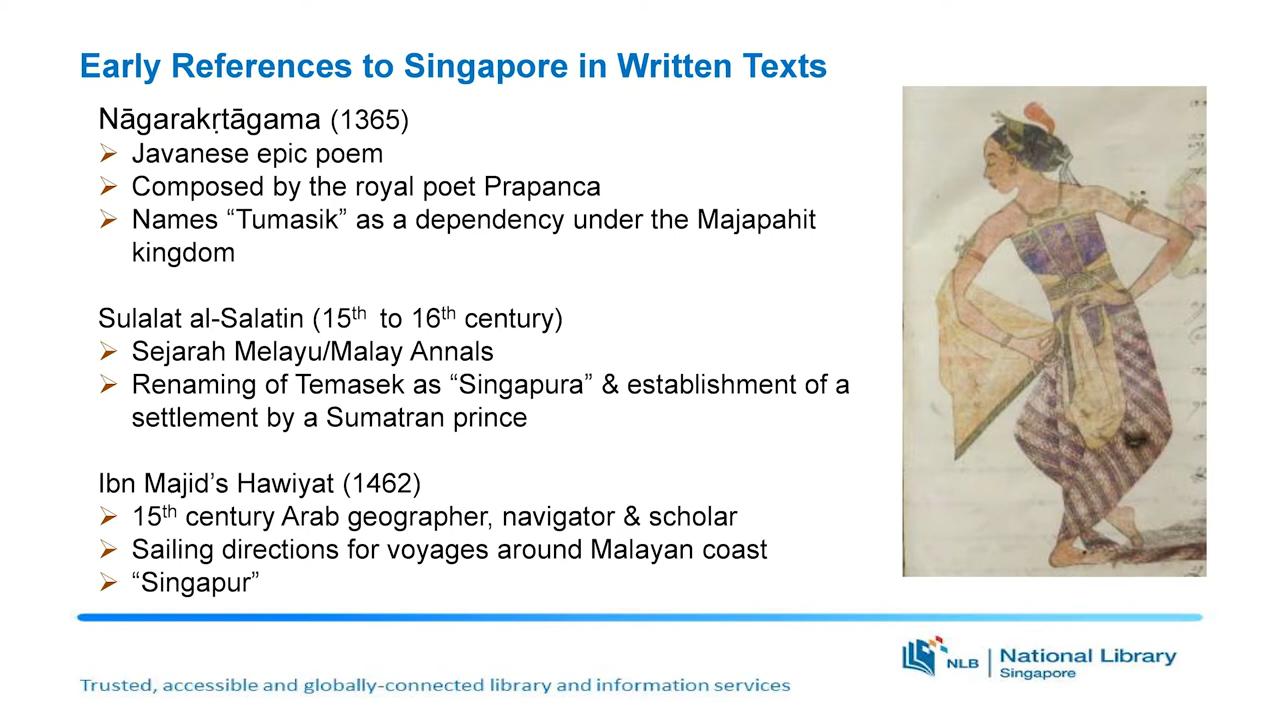 Early References to Singapore in Written Texts
Nāgarakṛtāgama (1365)
➢ Javanese epic poem
➢ Composed by the royal poet Prapanca
➢ Names “Tumasik” as a dependency under the Majapahit
kingdom
Sulalat al-Salatin (15th to 16th century)
➢ Sejarah Melayu/Malay Annals
➢ Renaming of Temasek as “Singapura” & establishment of a
settlement by a Sumatran prince
Ibn Majid’s Hawiyat (1462)
➢ 15th century Arab geographer, navigator & scholar
➢ Sailing directions for voyages around Malayan coast
➢ “Singapur”
NLB | National Library
Singapore
Trusted, accessible and globally-connected library and information services